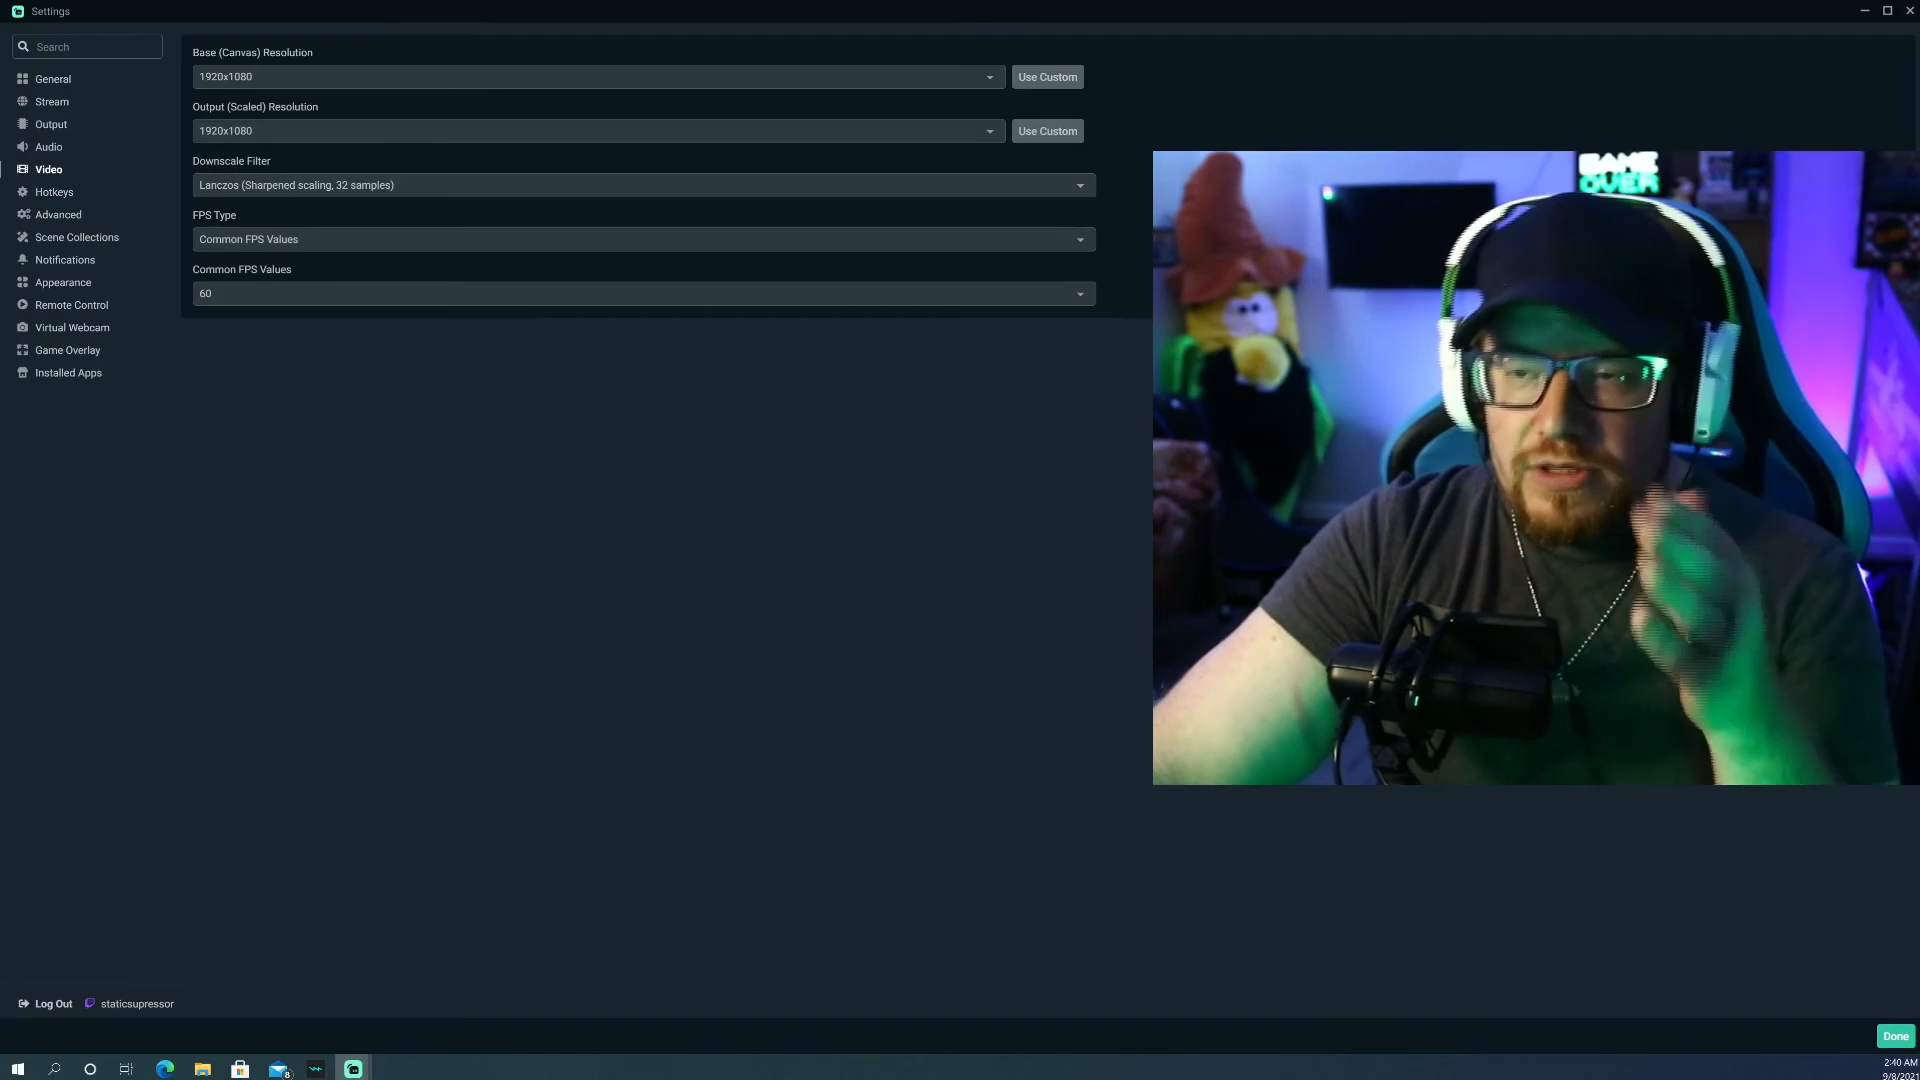 Settings
Search
General
Stream
Output
Audio
Video
Hotkeys
Advanced
Scene Collections
Notifications
Appearance
Remote Control
Virtual Webcam
Game Overlay
Installed Apps
Base (Canvas) Resolution
1920x1080
Use Custom
Output (Scaled) Resolution
1920x1080
Use Custom
Downscale Filter
Lanczos (Sharpened scaling, 32 samples)
FPS Type
Common FPS Values
Common FPS Values
60
GAME
OVER
Log Out
staticsupressor
Done
8
2:40 AM
9/8/2021